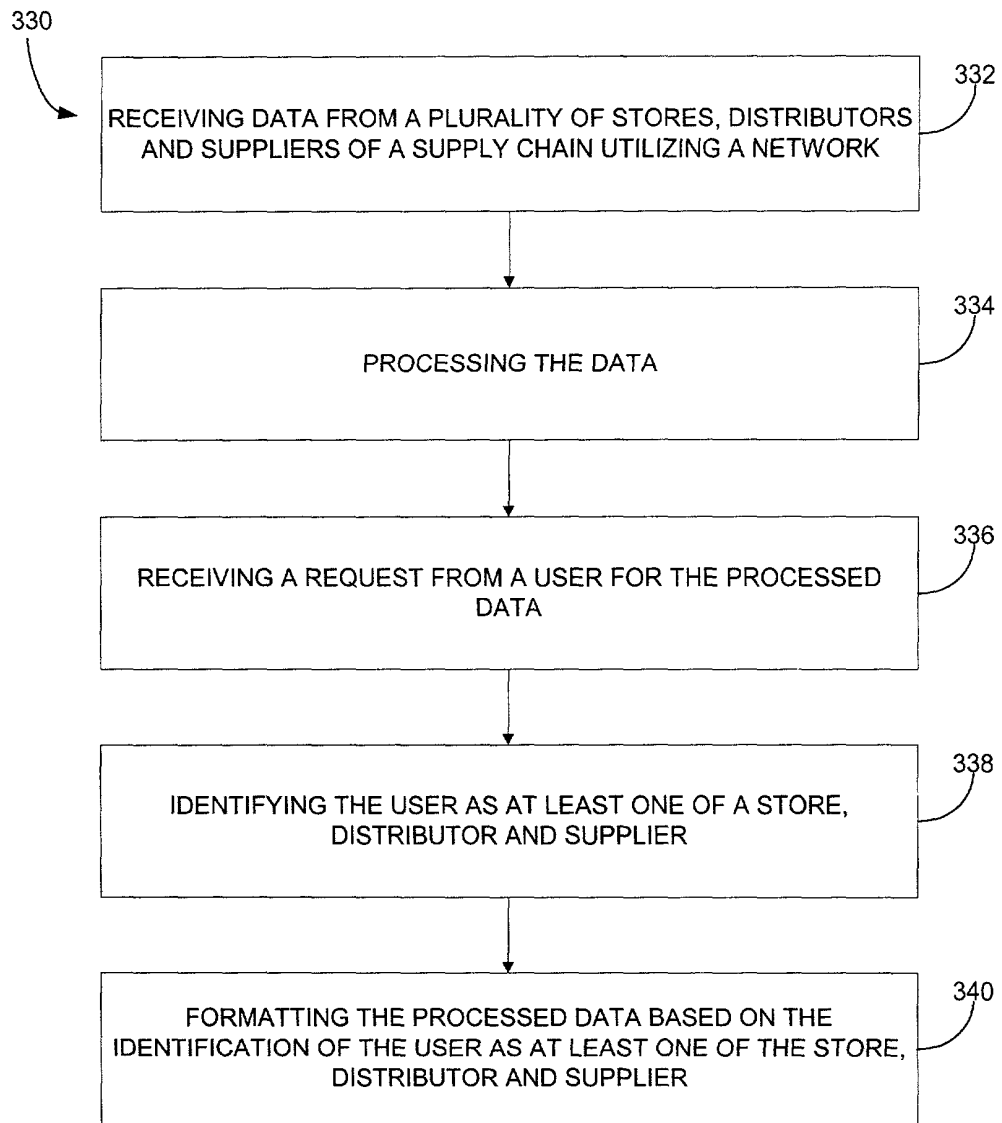 330
332
RECEIVING DATA FROM A PLURALITY OF STORES, DISTRIBUTORS
AND SUPPLIERS OF A SUPPLY CHAIN UTILIZING A NETWORK
334
PROCESSING THE DATA
336
RECEIVING A REQUEST FROM A USER FOR THE PROCESSED
DATA
338
IDENTIFYING THE USER AS AT LEAST ONE OF A STORE,
DISTRIBUTOR AND SUPPLIER
340
FORMATTING THE PROCESSED DATA BASED ON THE
IDENTIFICATION OF THE USER AS AT LEAST ONE OF THE STORE,
DISTRIBUTOR AND SUPPLIER